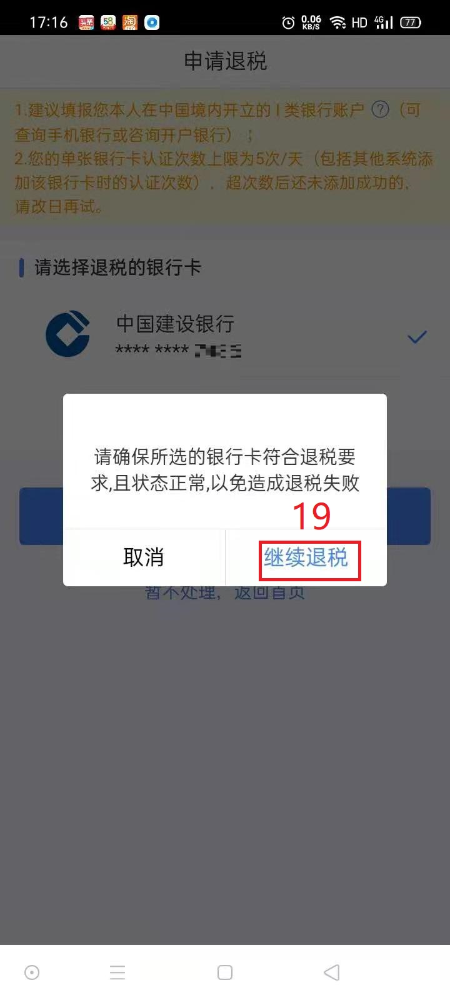 17:16
头条
58
淘
0.06
KB/S
HD
4G
77
申请退税
1.建议填报您本人在中国境内开立的I类银行账户 ? （可
查询手机银行或咨询开户银行）；
2.您的单张银行卡认证次数上限为5次/天（包括其他系统添
加该银行卡时的认证次数），超次数后还未添加成功的，
请改日再试。
请选择退税的银行卡
中国建设银行
**** ****
请确保所选的银行卡符合退税要
求,且状态正常,以免造成退税失败
19
取消
继续退税
暂不处理，返回首页